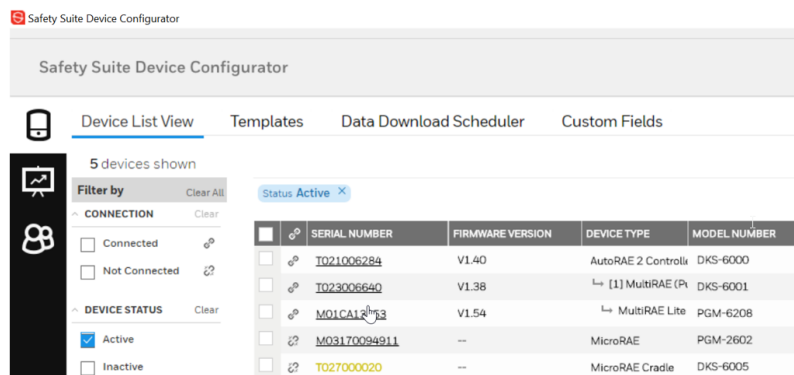 Safety Suite Device Configurator
Safety Suite Device Configurator
Device List View Templates Data Download Scheduler Custom Fields
5 devices shown
Filter by Clear All
Status Active ×
CONNECTION Clear
Connected
Not Connected
DEVICE STATUS Clear
Active
Inactive
SERIAL NUMBER FIRMWARE VERSION DEVICE TYPE MODEL NUMBER
T021006284 V1.40 AutoRAE 2 Controlle DKS-6000
T023006640 V1.38 [1] MultiRAE (Pu DKS-6001
V1.54 MultiRAE Lite PGM-6208
M03170094911 -- MicroRAE PGM-2602
T027000020 -- MicroRAE Cradle DKS-6005